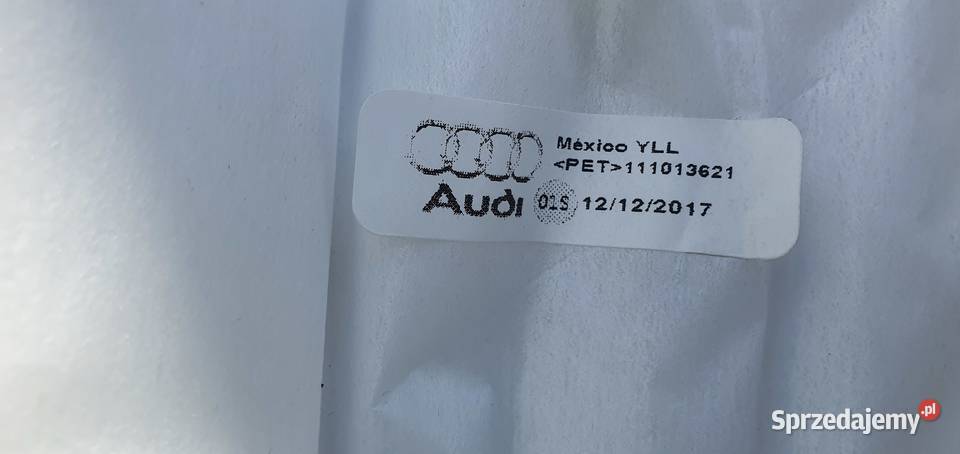 México YLL
<PET>111013621
Audi 01S 12/12/2017
Sprzedajemy.pl